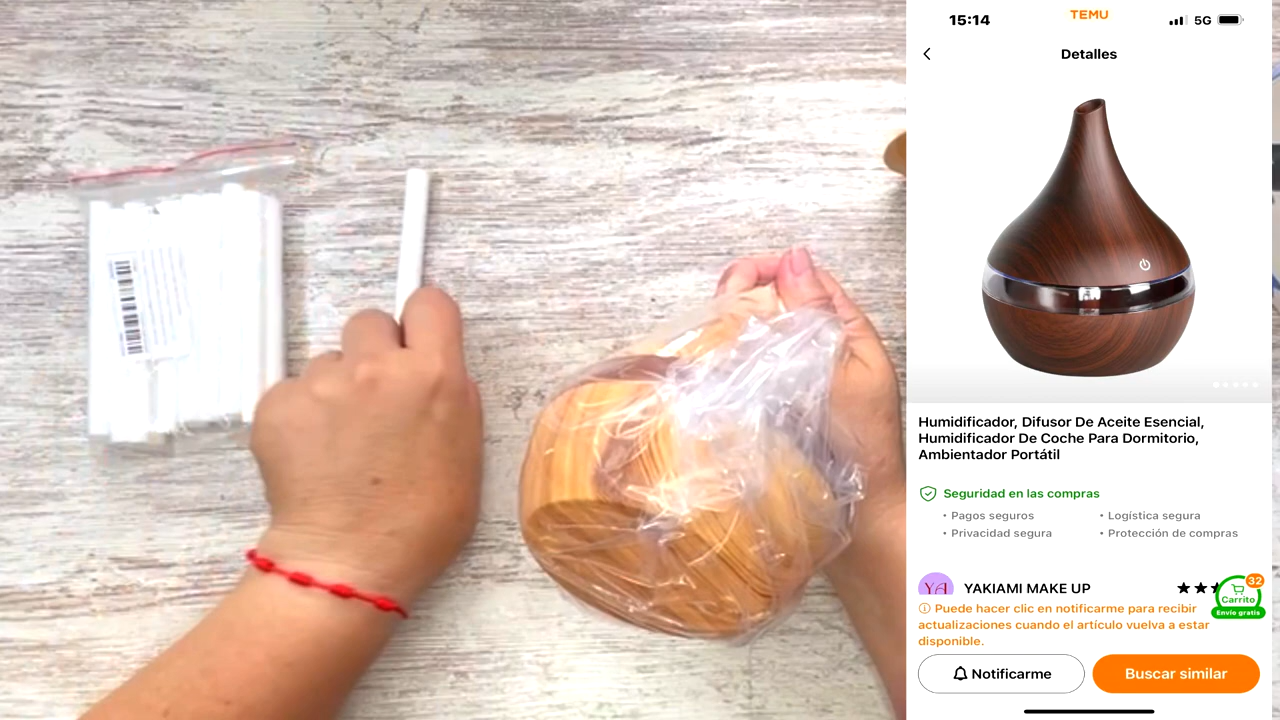 15:14
TEMU
5G
Detalles
Humidificador, Difusor De Aceite Esencial,
Humidificador De Coche Para Dormitorio,
Ambientador Portátil
Seguridad en las compras
• Pagos seguros
• Logística segura
• Privacidad segura
• Protección de compras
YA
YAKIAMI MAKE UP
32
Carrito
Envío gratis
Puede hacer clic en notificarme para recibir
actualizaciones cuando el artículo vuelva a estar
disponible.
Notificarme
Buscar similar